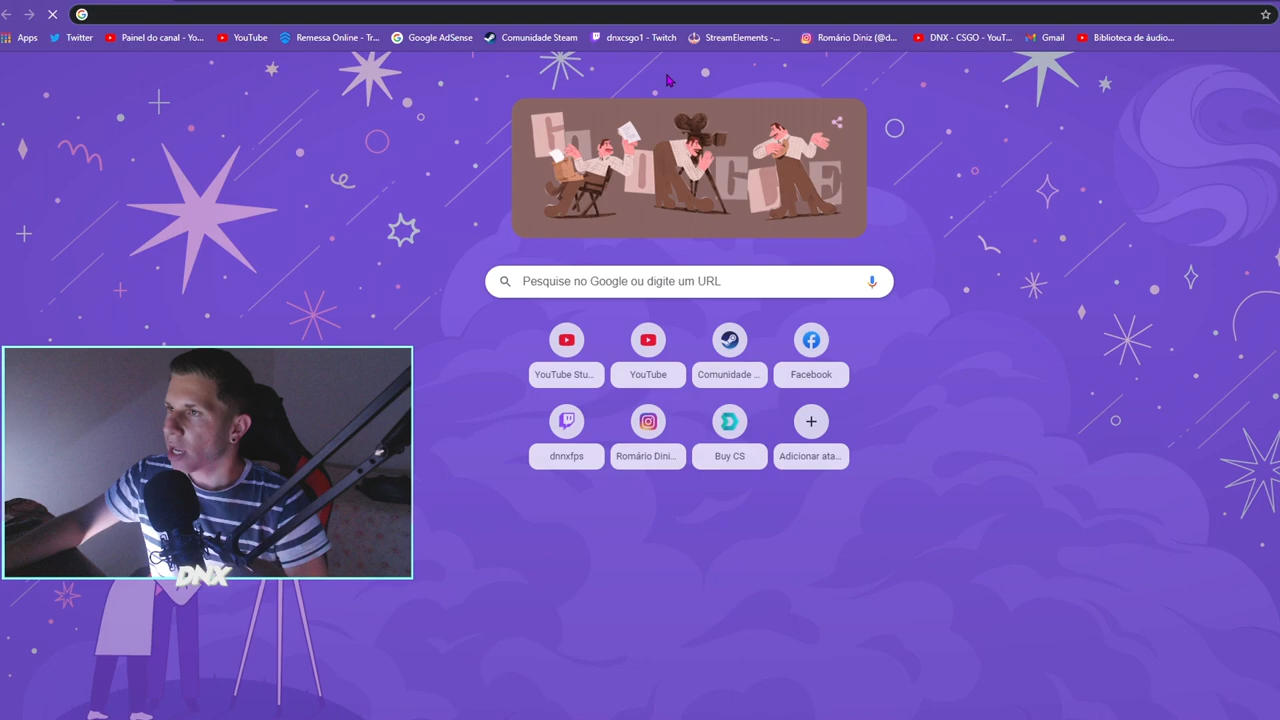 Apps
Twitter
Painel do canal - Yo...
YouTube
Remessa Online - Tr...
Google AdSense
Comunidade Steam
dnxcsgo1 - Twitch
StreamElements -...
Romário Diniz (@d...
DNX - CSGO - YouT...
Gmail
Biblioteca de áudio...
GOOGLE
Pesquise no Google ou digite um URL
YouTube Stu...
YouTube
Comunidade ...
Facebook
dnnxfps
Romário Dini...
Buy CS
Adicionar ata...
DNX